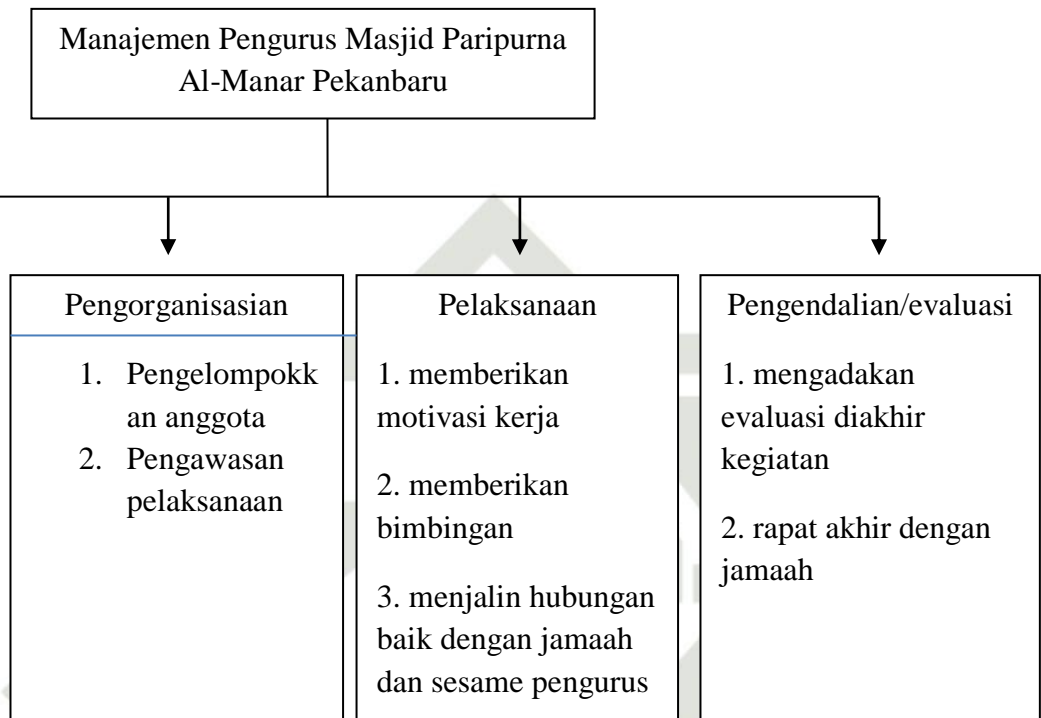 Manajemen Pengurus Masjid Paripurna
Al-Manar Pekanbaru
Pengorganisasian
1. Pengelompokk
an anggota
2. Pengawasan
pelaksanaan
Pelaksanaan
1. memberikan
motivasi kerja
2. memberikan
bimbingan
3. menjalin hubungan
baik dengan jamaah
dan sesame pengurus
Pengendalian/evaluasi
1. mengadakan
evaluasi diakhir
kegiatan
2. rapat akhir dengan
jamaah